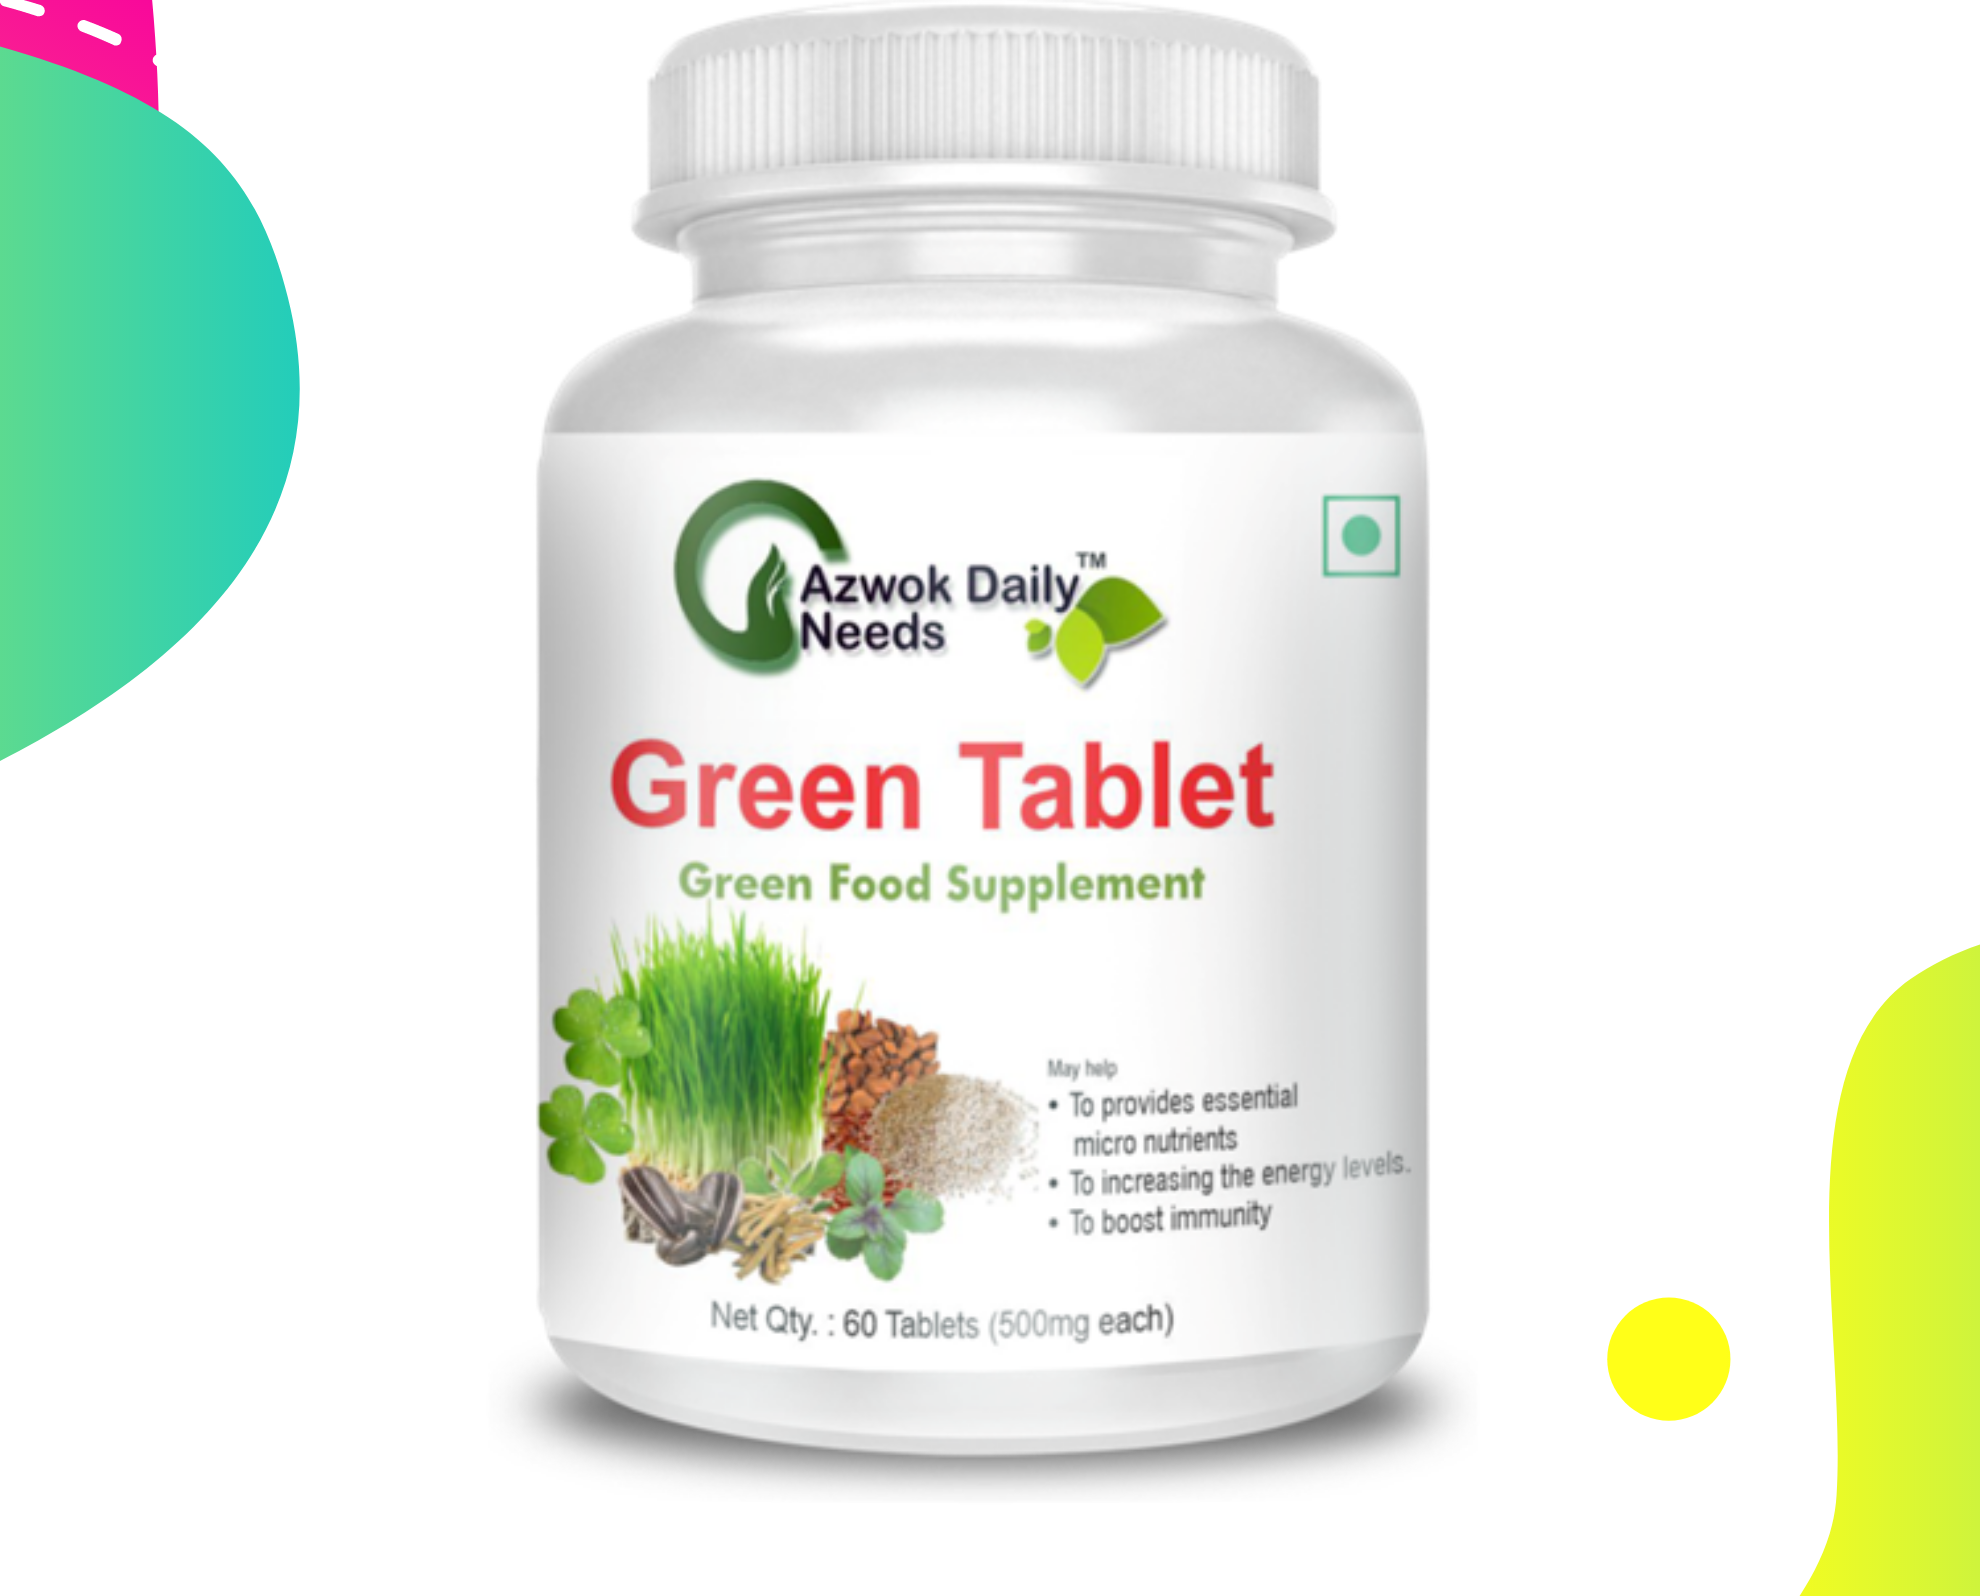 Azwok Daily™
Needs
Green Tablet
Green Food Supplement
May help
• To provides essential
micro nutrients
• To increasing the energy levels.
• To boost immunity
Net Qty. : 60 Tablets (500mg each)